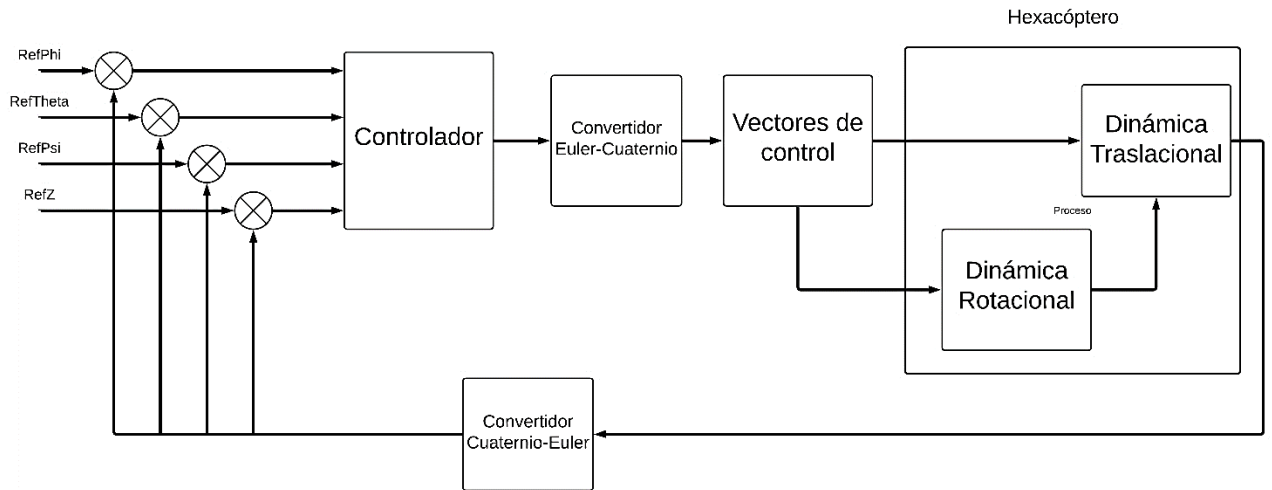 Hexacóptero
RefPhi
RefTheta
RefPsi
RefZ
Controlador
Convertidor
Euler-Cuaternio
Vectores de
control
Dinámica
Traslacional
Proceso
Dinámica
Rotacional
Convertidor
Cuaternio-Euler